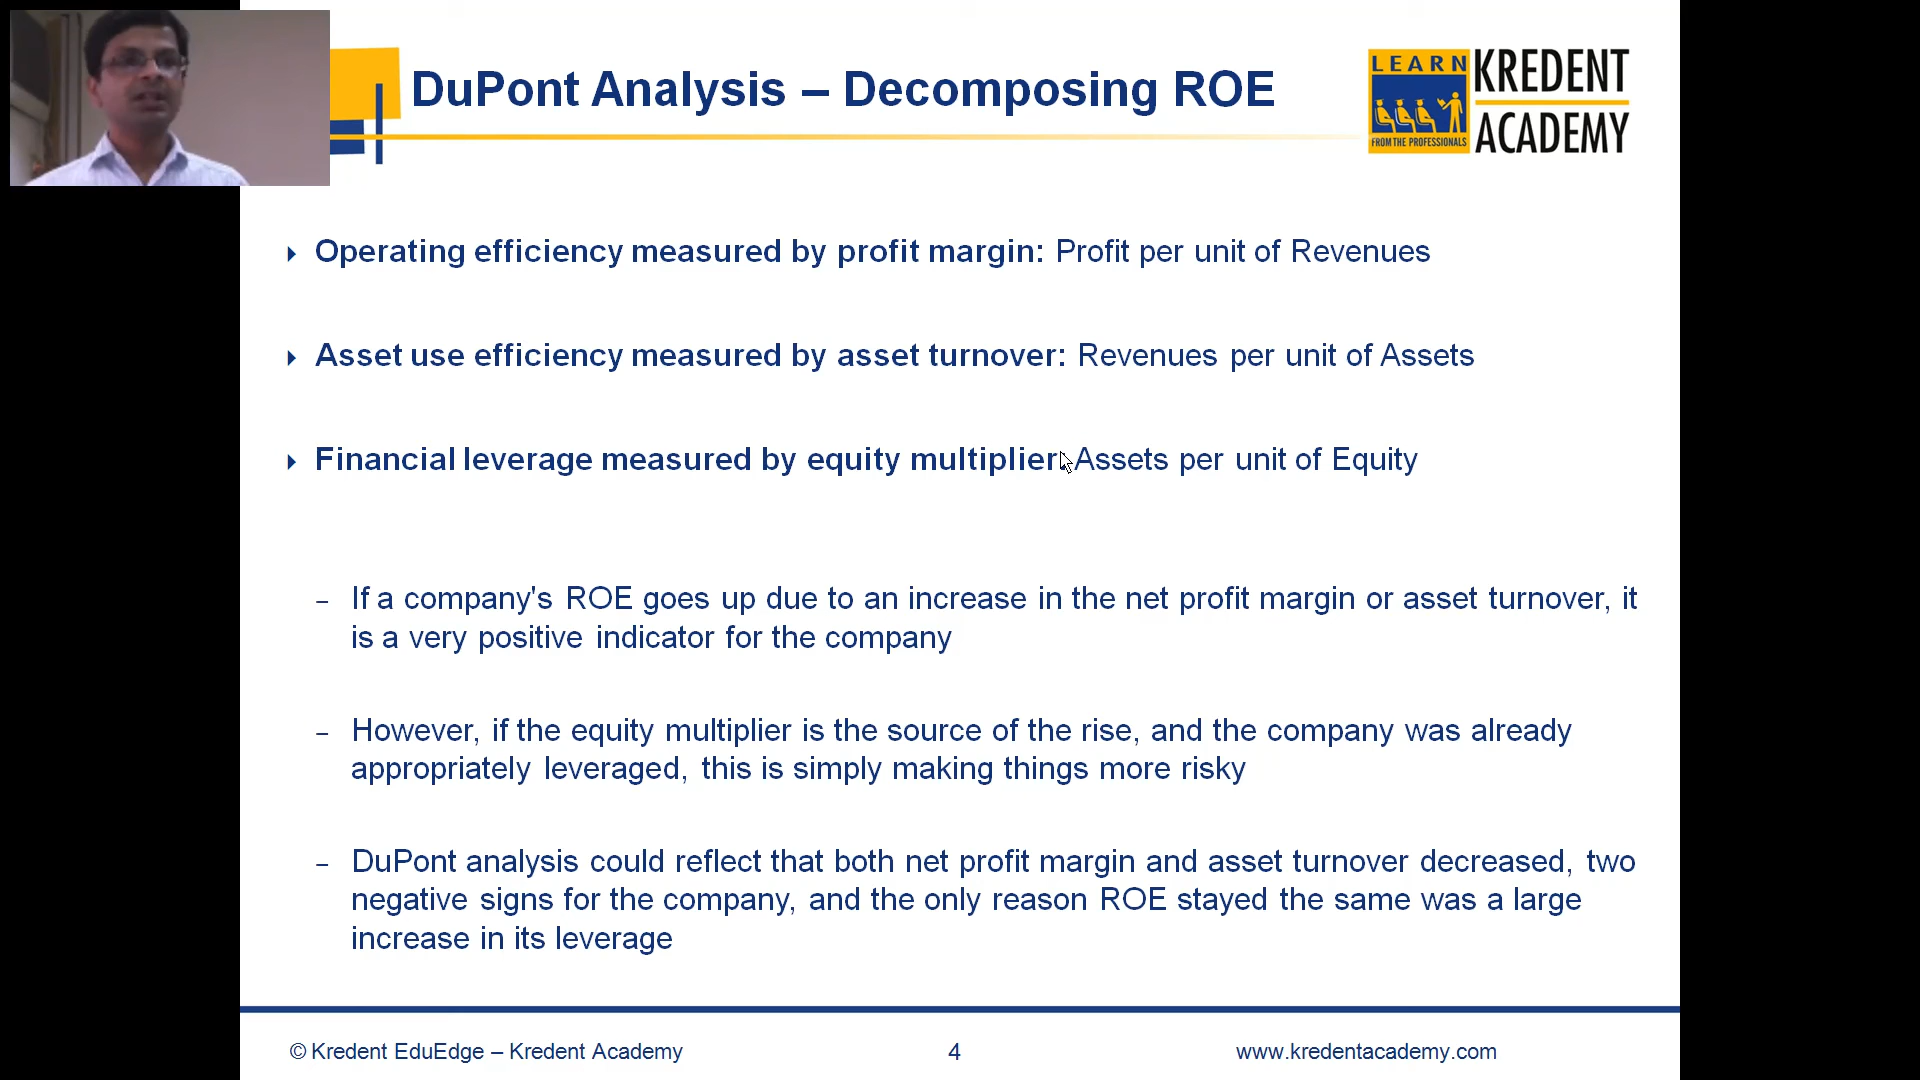 DuPont Analysis – Decomposing ROE
LEARN
FROM THE PROFESSIONALS
KREDENT
ACADEMY
Operating efficiency measured by profit margin: Profit per unit of Revenues
Asset use efficiency measured by asset turnover: Revenues per unit of Assets
Financial leverage measured by equity multiplier: Assets per unit of Equity
– If a company's ROE goes up due to an increase in the net profit margin or asset turnover, it
is a very positive indicator for the company
– However, if the equity multiplier is the source of the rise, and the company was already
appropriately leveraged, this is simply making things more risky
– DuPont analysis could reflect that both net profit margin and asset turnover decreased, two
negative signs for the company, and the only reason ROE stayed the same was a large
increase in its leverage
© Kredent EduEdge – Kredent Academy
4
www.kredentacademy.com